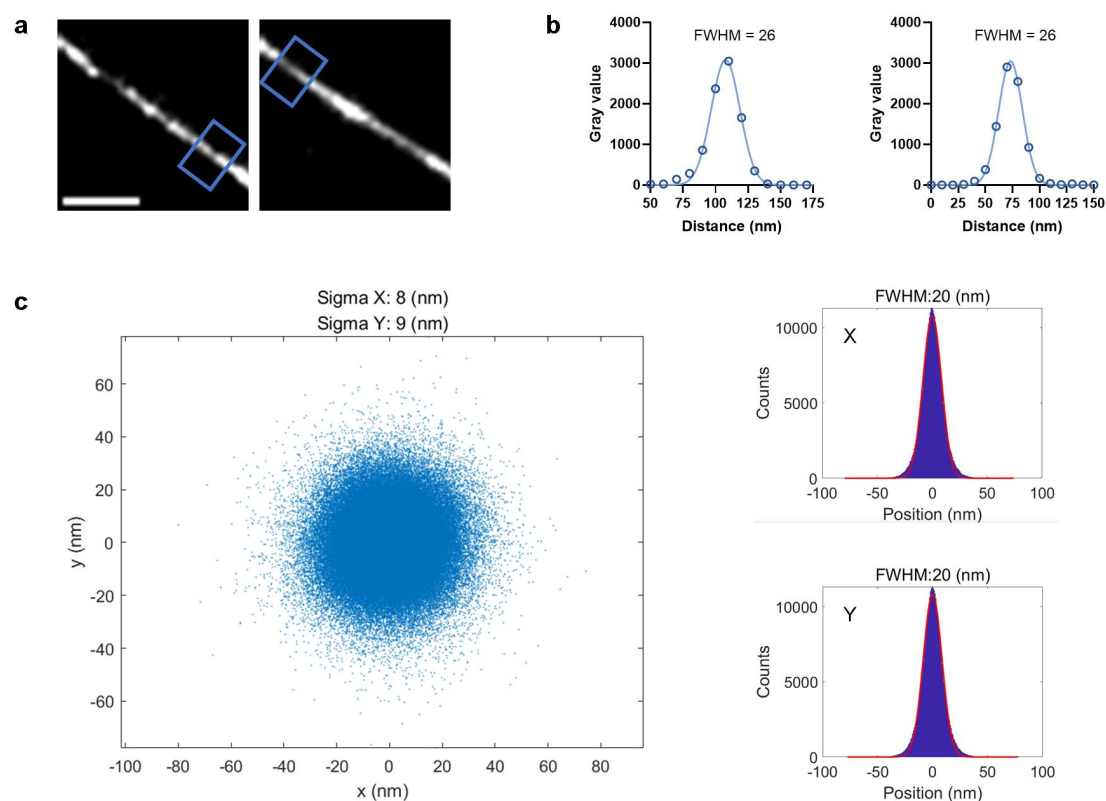 a
b
FWHM = 26
4000
3000
2000
1000
0
Gray value
50 75 100 125 150 175
Distance (nm)
FWHM = 26
4000
3000
2000
1000
0
Gray value
0 25 50 75 100 125 150
Distance (nm)
c
Sigma X: 8 (nm)
Sigma Y: 9 (nm)
60
40
20
0
-20
-40
-60
y (nm)
-100 -80 -60 -40 -20 0 20 40 60 80
x (nm)
FWHM:20 (nm)
X
10000
5000
0
Counts
-100 -50 0 50 100
Position (nm)
FWHM:20 (nm)
Y
10000
5000
0
Counts
-100 -50 0 50 100
Position (nm)